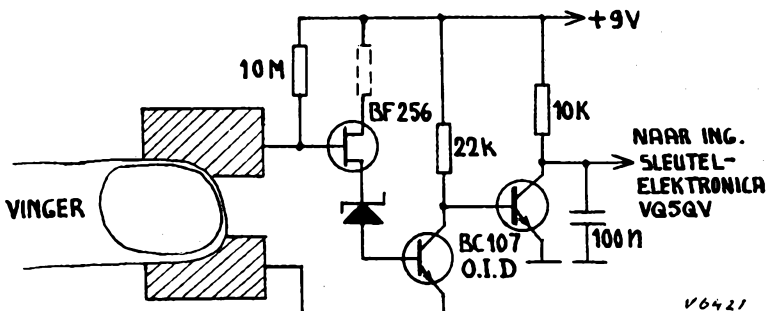 +9V
10M
BF256
22K
10K
NAAR ING.
SLEUTEL-
ELEKTRONICA
VQ5QV
VINGER
100n
BC107
O.I.D
V6421